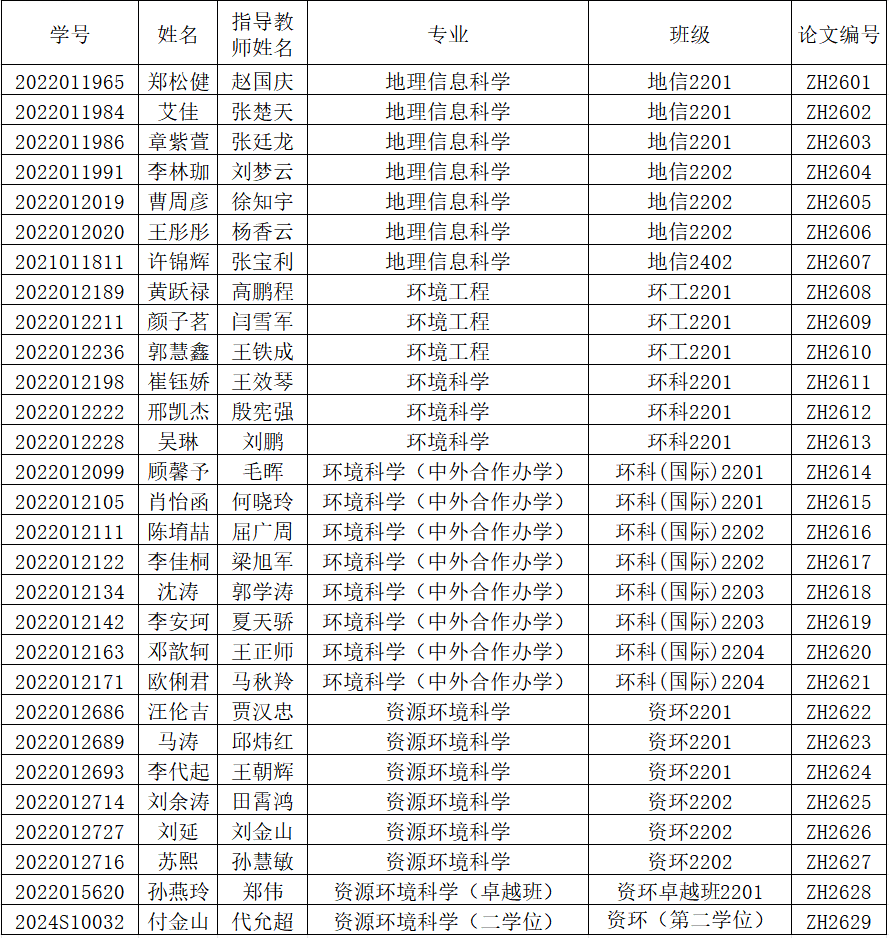 学号 姓名 指导教师姓名 专业 班级 论文编号
2022011965 郑松健 赵国庆 地理信息科学 地信2201 ZH2601
2022011984 艾佳 张楚天 地理信息科学 地信2201 ZH2602
2022011986 章紫萱 张廷龙 地理信息科学 地信2201 ZH2603
2022011991 李林珈 刘梦云 地理信息科学 地信2202 ZH2604
2022012019 曹周彦 徐知宇 地理信息科学 地信2202 ZH2605
2022012020 王彤彤 杨香云 地理信息科学 地信2202 ZH2606
2021011811 许锦辉 张宝利 地理信息科学 地信2402 ZH2607
2022012189 黄跃禄 高鹏程 环境工程 环工2201 ZH2608
2022012211 颜子茗 闫雪军 环境工程 环工2201 ZH2609
2022012236 郭慧鑫 王铁成 环境工程 环工2201 ZH2610
2022012198 崔钰娇 王效琴 环境科学 环科2201 ZH2611
2022012222 邢凯杰 殷宪强 环境科学 环科2201 ZH2612
2022012228 吴琳 刘鹏 环境科学 环科2201 ZH2613
2022012099 顾馨予 毛晖 环境科学（中外合作办学） 环科(国际)2201 ZH2614
2022012105 肖怡函 何晓玲 环境科学（中外合作办学） 环科(国际)2201 ZH2615
2022012111 陈堉喆 屈广周 环境科学（中外合作办学） 环科(国际)2202 ZH2616
2022012122 李佳桐 梁旭军 环境科学（中外合作办学） 环科(国际)2202 ZH2617
2022012134 沈涛 郭学涛 环境科学（中外合作办学） 环科(国际)2203 ZH2618
2022012142 李安珂 夏天骄 环境科学（中外合作办学） 环科(国际)2203 ZH2619
2022012163 邓歆轲 王正师 环境科学（中外合作办学） 环科(国际)2204 ZH2620
2022012171 欧俐君 马秋羚 环境科学（中外合作办学） 环科(国际)2204 ZH2621
2022012686 汪伦吉 贾汉忠 资源环境科学 资环2201 ZH2622
2022012689 马涛 邱炜红 资源环境科学 资环2201 ZH2623
2022012693 李代起 王朝辉 资源环境科学 资环2201 ZH2624
2022012714 刘余涛 田霄鸿 资源环境科学 资环2202 ZH2625
2022012727 刘延 刘金山 资源环境科学 资环2202 ZH2626
2022012716 苏熙 孙慧敏 资源环境科学 资环2202 ZH2627
2022015620 孙燕玲 郑伟 资源环境科学（卓越班） 资环卓越班2201 ZH2628
2024S10032 付金山 代允超 资源环境科学（二学位） 资环（第二学位） ZH2629